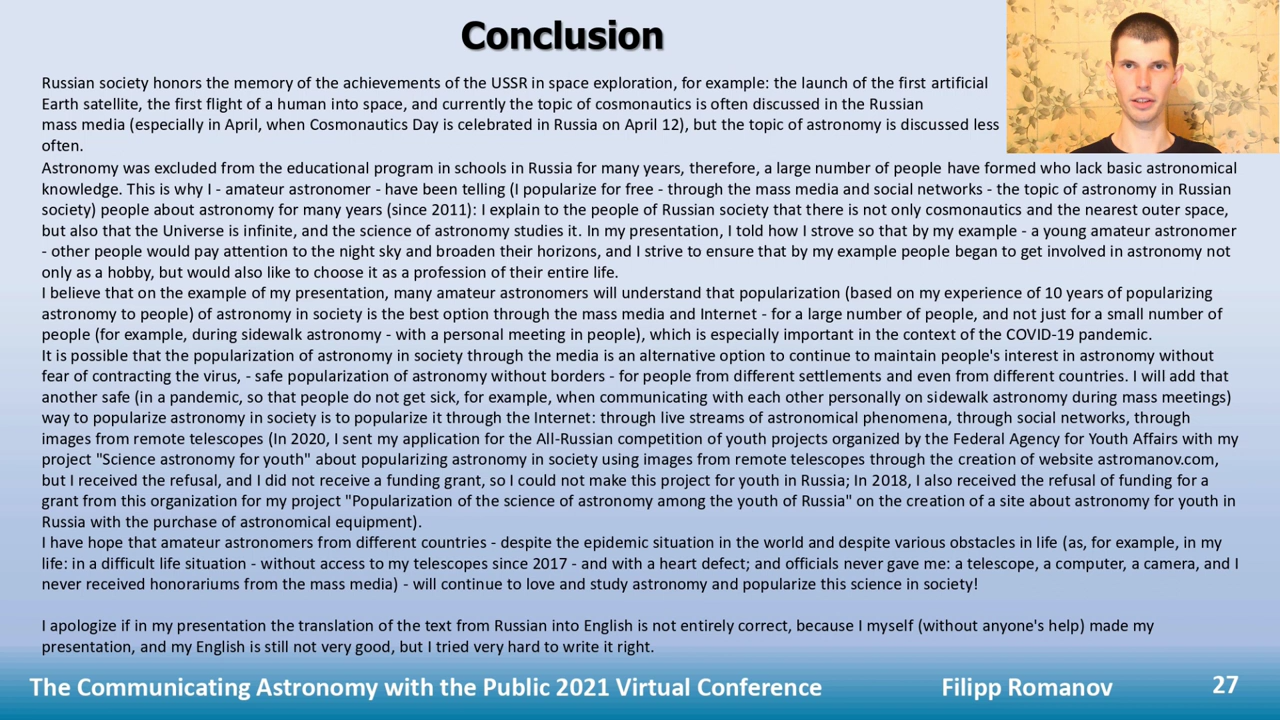 Conclusion
Russian society honors the memory of the achievements of the USSR in space exploration, for example: the launch of the first artificial
Earth satellite, the first flight of a human into space, and currently the topic of cosmonautics is often discussed in the Russian
mass media (especially in April, when Cosmonautics Day is celebrated in Russia on April 12), but the topic of astronomy is discussed less
often.
Astronomy was excluded from the educational program in schools in Russia for many years, therefore, a large number of people have formed who lack basic astronomical
knowledge. This is why I - amateur astronomer - have been telling (I popularize for free - through the mass media and social networks - the topic of astronomy in Russian
society) people about astronomy for many years (since 2011): I explain to the people of Russian society that there is not only cosmonautics and the nearest outer space,
but also that the Universe is infinite, and the science of astronomy studies it. In my presentation, I told how I strove so that by my example - a young amateur astronomer
- other people would pay attention to the night sky and broaden their horizons, and I strive to ensure that by my example people began to get involved in astronomy not
only as a hobby, but would also like to choose it as a profession of their entire life.
I believe that on the example of my presentation, many amateur astronomers will understand that popularization (based on my experience of 10 years of popularizing
astronomy to people) of astronomy in society is the best option through the mass media and Internet - for a large number of people, and not just for a small number of
people (for example, during sidewalk astronomy - with a personal meeting in people), which is especially important in the context of the COVID-19 pandemic.
It is possible that the popularization of astronomy in society through the media is an alternative option to continue to maintain people's interest in astronomy without
fear of contracting the virus, - safe popularization of astronomy without borders - for people from different settlements and even from different countries. I will add that
another safe (in a pandemic, so that people do not get sick, for example, when communicating with each other personally on sidewalk astronomy during mass meetings)
way to popularize astronomy in society is to popularize it through the Internet: through live streams of astronomical phenomena, through social networks, through
images from remote telescopes (In 2020, I sent my application for the All-Russian competition of youth projects organized by the Federal Agency for Youth Affairs with my
project "Science astronomy for youth" about popularizing astronomy in society using images from remote telescopes through the creation of website astromanov.com,
but I received the refusal, and I did not receive a funding grant, so I could not make this project for youth in Russia; In 2018, I also received the refusal of funding for a
grant from this organization for my project "Popularization of the science of astronomy among the youth of Russia" on the creation of a site about astronomy for youth in
Russia with the purchase of astronomical equipment).
I have hope that amateur astronomers from different countries - despite the epidemic situation in the world and despite various obstacles in life (as, for example, in my
life: in a difficult life situation - without access to my telescopes since 2017 - and with a heart defect; and officials never gave me: a telescope, a computer, a camera, and I
never received honorariums from the mass media) - will continue to love and study astronomy and popularize this science in society!
I apologize if in my presentation the translation of the text from Russian into English is not entirely correct, because I myself (without anyone's help) made my
presentation, and my English is still not very good, but I tried very hard to write it right.
The Communicating Astronomy with the Public 2021 Virtual Conference
Filipp Romanov
27